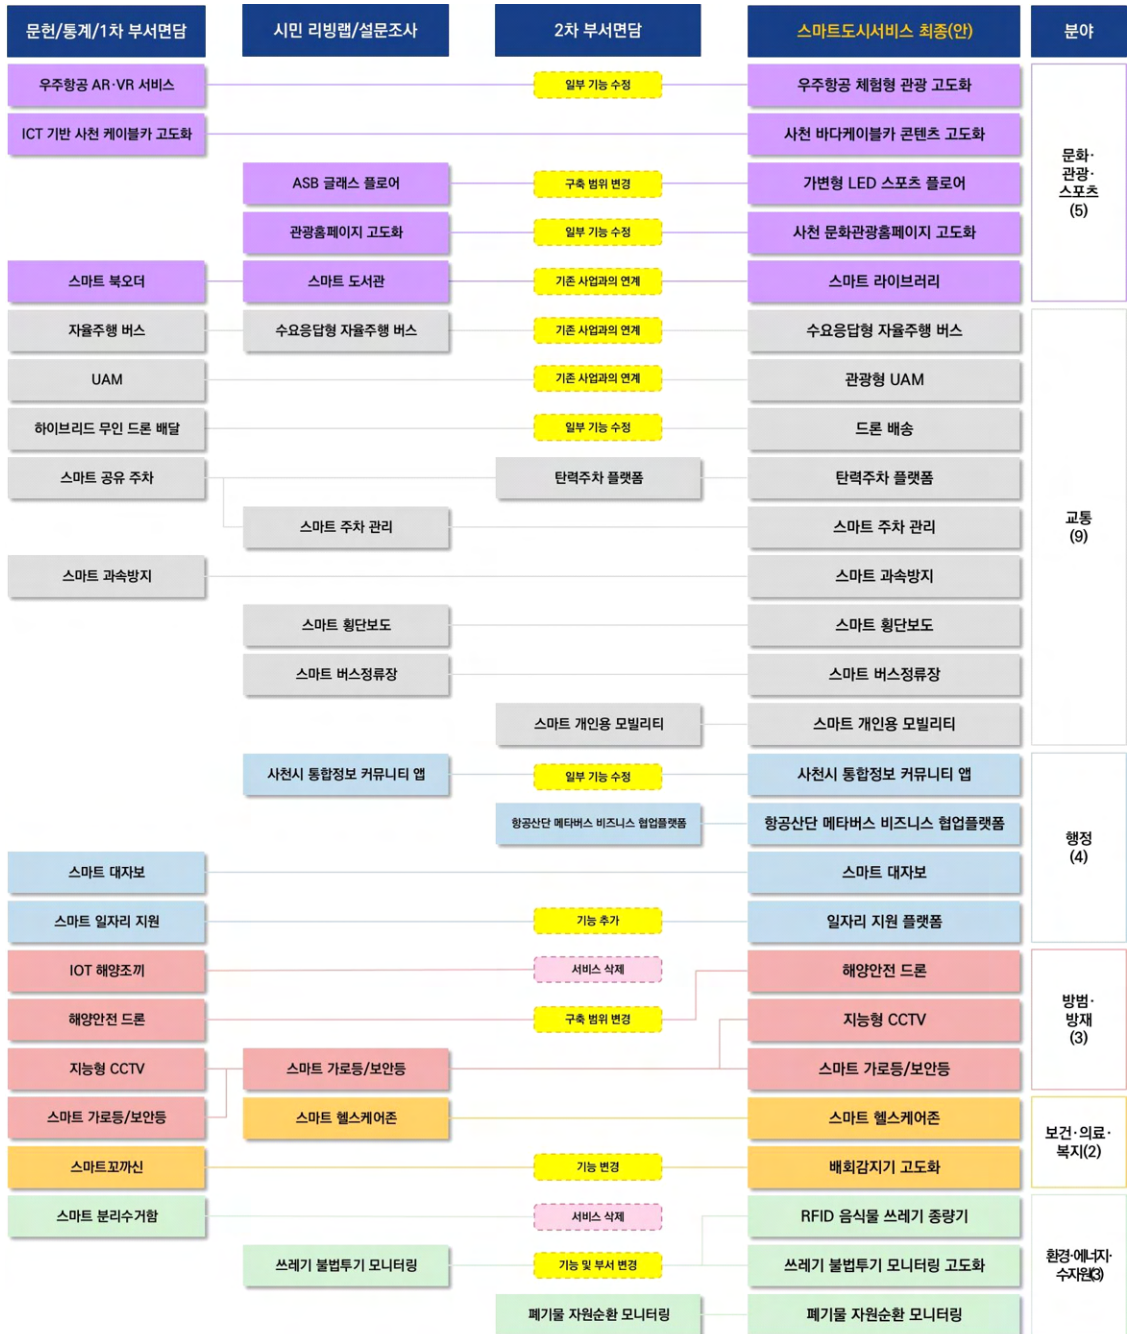 문헌/통계/1차 부서면담 시민 리빙랩/설문조사 2차 부서면담 스마트도시서비스 최종(안) 분야
우주항공 AR·VR 서비스 일부 기능 수정 우주항공 체험형 관광 고도화
ICT 기반 사천 케이블카 고도화 사천 바다케이블카 콘텐츠 고도화
ASB 글래스 플로어 구축 범위 변경 가변형 LED 스포츠 플로어
관광홈페이지 고도화 일부 기능 수정 사천 문화관광홈페이지 고도화
스마트 북오더 스마트 도서관 기존 사업과의 연계 스마트 라이브러리
문화·
관광·
스포츠
(5)
자율주행 버스 수요응답형 자율주행 버스 기존 사업과의 연계 수요응답형 자율주행 버스
UAM 기존 사업과의 연계 관광형 UAM
하이브리드 무인 드론 배달 일부 기능 수정 드론 배송
스마트 공유 주차 탄력주차 플랫폼 탄력주차 플랫폼
스마트 주차 관리 스마트 주차 관리
스마트 과속방지 스마트 과속방지
스마트 횡단보도 스마트 횡단보도
스마트 버스정류장 스마트 버스정류장
스마트 개인용 모빌리티 스마트 개인용 모빌리티
교통
(9)
사천시 통합정보 커뮤니티 앱 일부 기능 수정 사천시 통합정보 커뮤니티 앱
항공산단 메타버스 비즈니스 협업플랫폼 항공산단 메타버스 비즈니스 협업플랫폼
스마트 대자보 스마트 대자보
스마트 일자리 지원 기능 추가 일자리 지원 플랫폼
행정
(4)
IOT 해양조끼 서비스 삭제 해양안전 드론
해양안전 드론 구축 범위 변경 지능형 CCTV
지능형 CCTV 스마트 가로등/보안등 스마트 가로등/보안등
방범·
방재
(3)
스마트 가로등/보안등 스마트 헬스케어존 스마트 헬스케어존
스마트꼬까신 기능 변경 배회감지기 고도화
보건·의료·
복지(2)
스마트 분리수거함 서비스 삭제 RFID 음식물 쓰레기 종량기
쓰레기 불법투기 모니터링 기능 및 부서 변경 쓰레기 불법투기 모니터링 고도화
폐기물 자원순환 모니터링 폐기물 자원순환 모니터링
환경·에너지·
수자원(3)